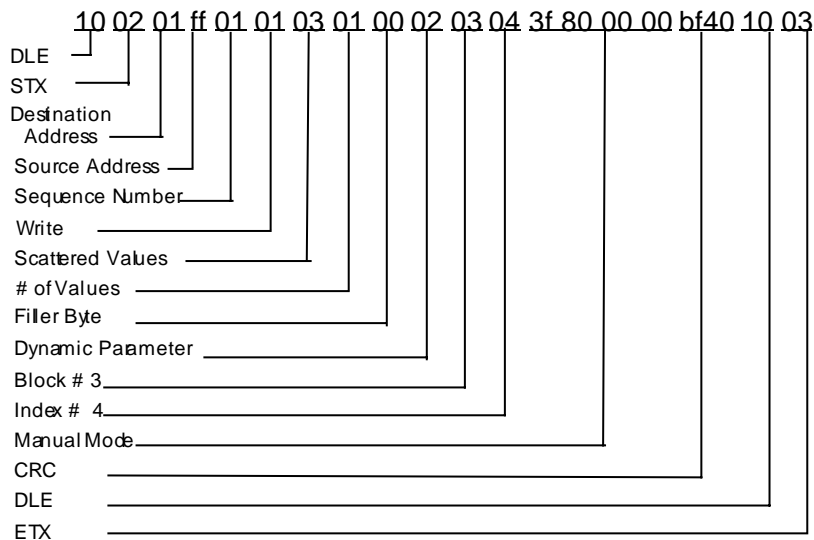 10 02 01 ff 01 01 03 01 00 02 03 04 3f 80 00 00 bf40 10 03
DLE
STX
Destination
Address
Source Address
Sequence Number
Write
Scattered Values
# of Values
Filler Byte
Dynamic Parameter
Block # 3
Index # 4
Manual Mode
CRC
DLE
ETX